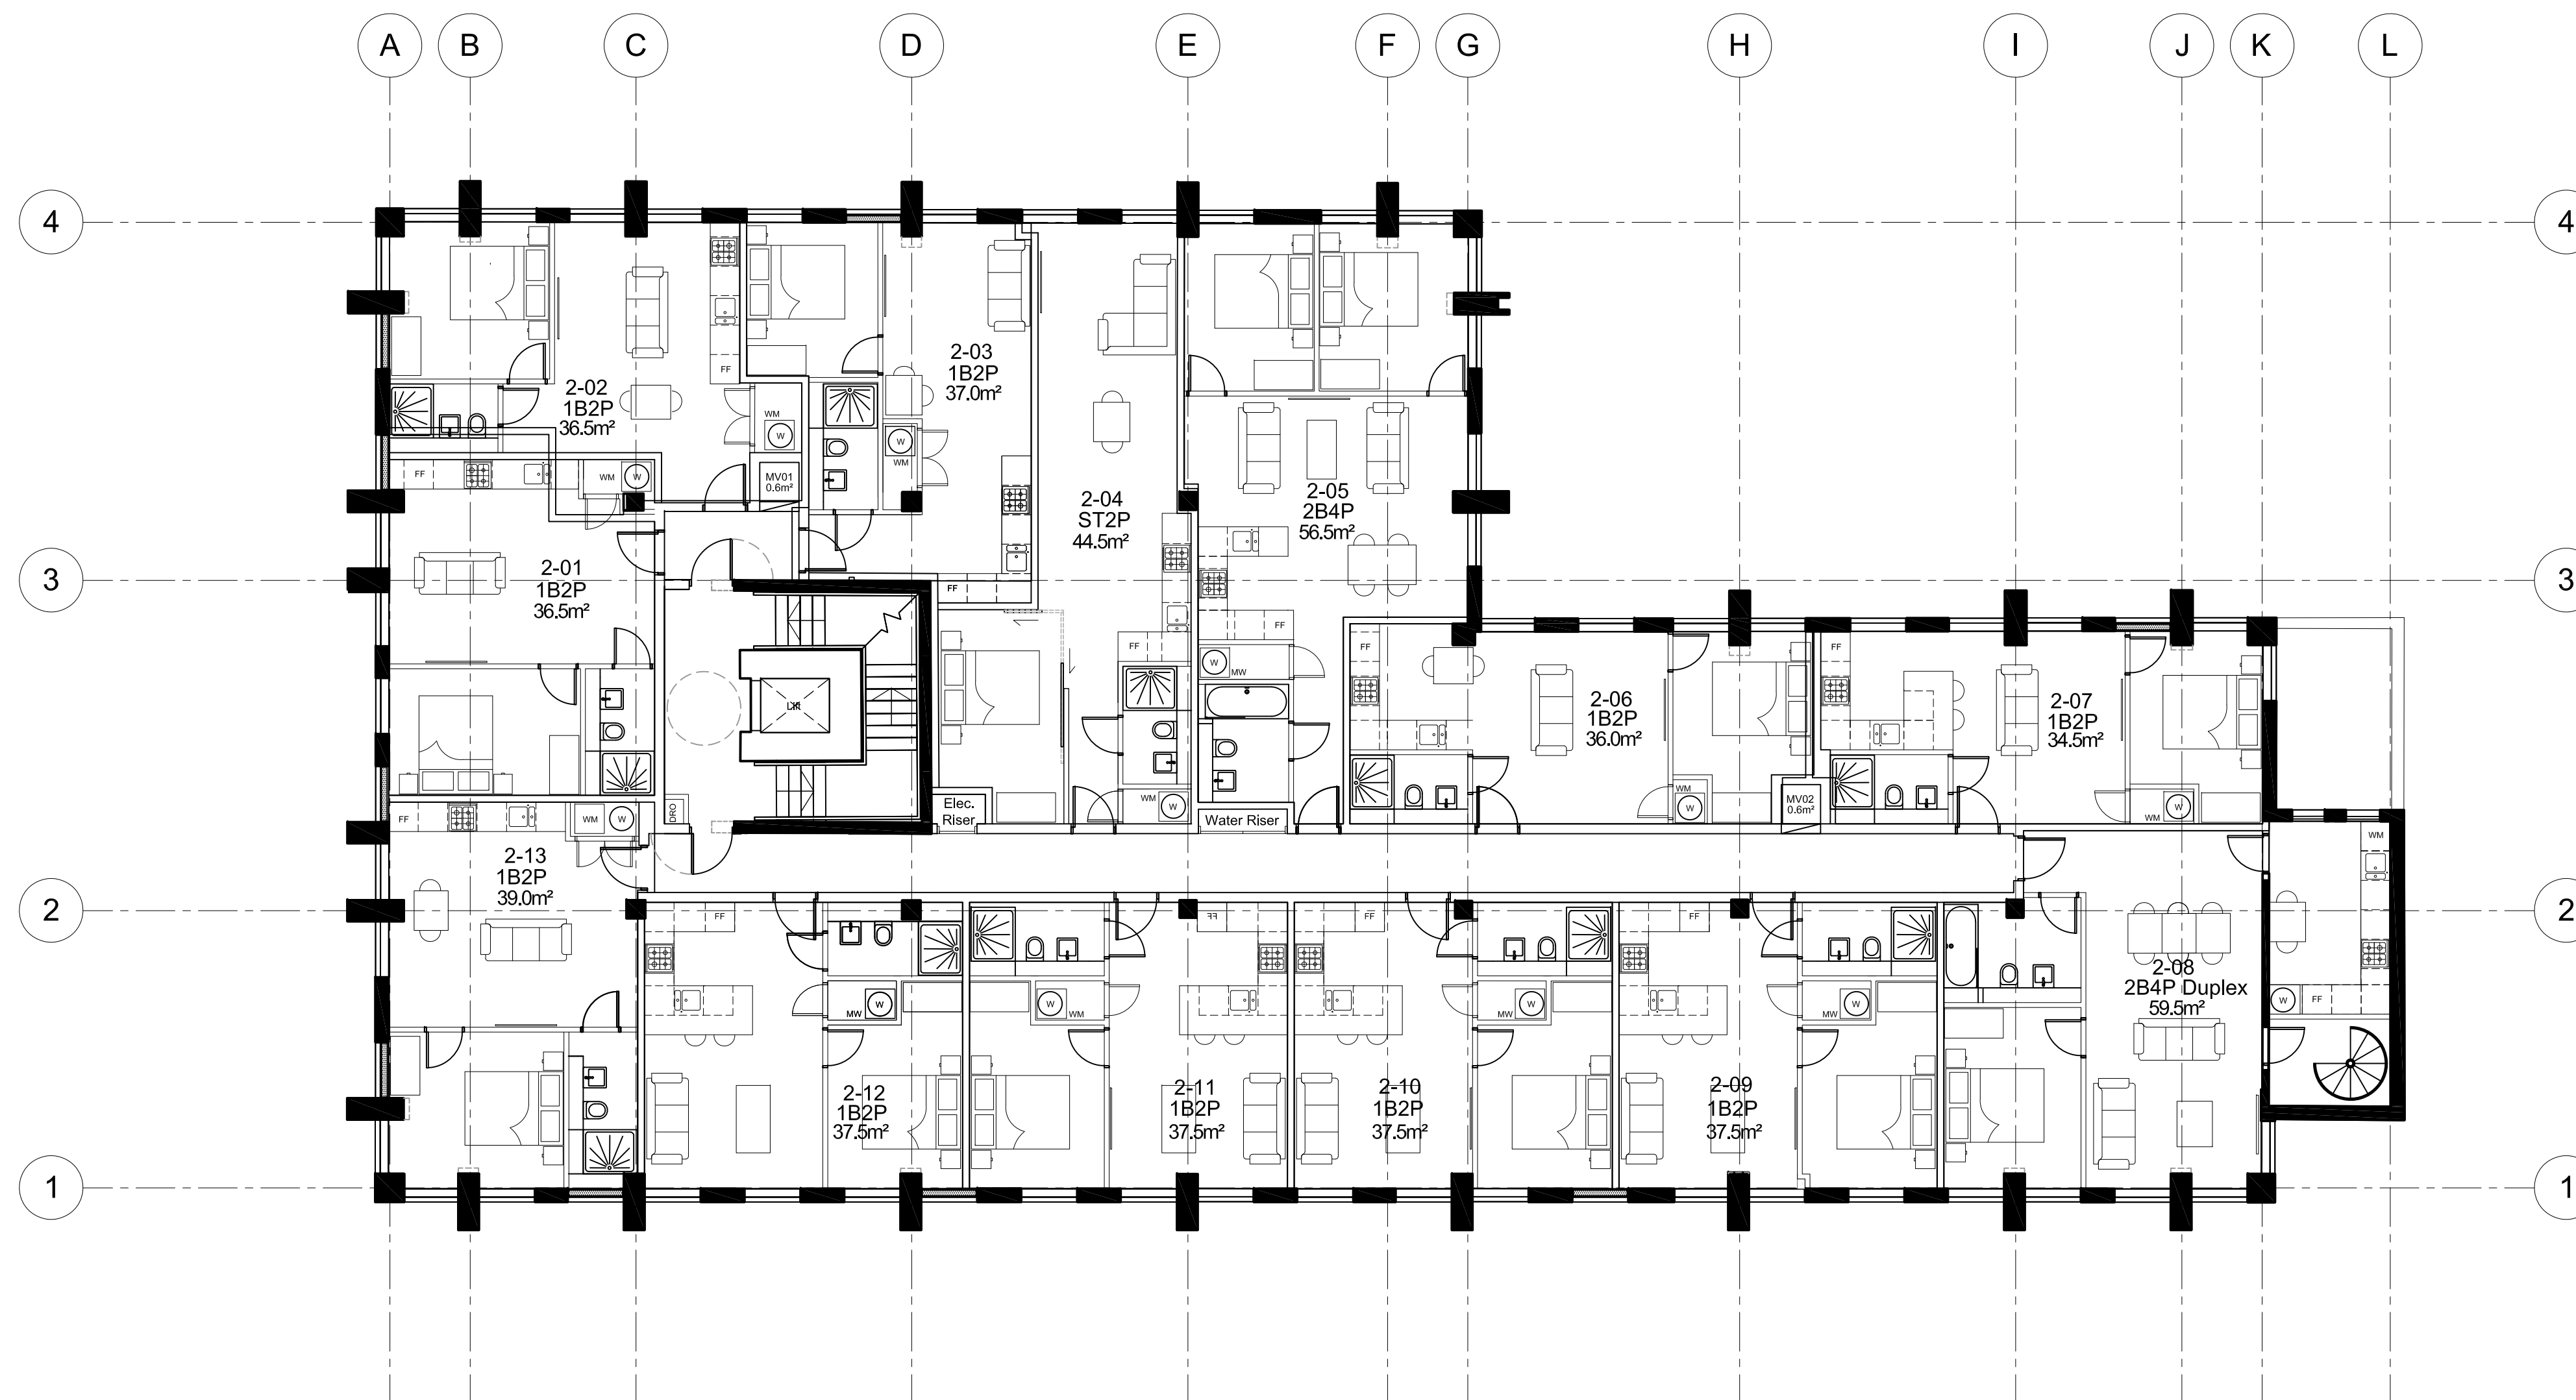 A B C D E F G H I J K L
4 4
2-02
1B2P
36.5m²
FF
WM
W
MV01
0.6m²
2-03
1B2P
37.0m²
W
WM
FF
2-04
ST2P
44.5m²
FF
WM W
2-05
2B4P
56.5m²
FF
W
MW
3 3
FF WM W
2-01
1B2P
36.5m²
Lift
DRO
Elec.
Riser
Water Riser
FF
2-06
1B2P
36.0m²
WM
W
MV02
0.6m²
FF
2-07
1B2P
34.5m²
WM W
FF WM W
2-13
1B2P
39.0m²
2 2
FF
MW W
2-12
1B2P
37.5m²
W WM
FF
2-11
1B2P
37.5m²
FF
MW W
2-10
1B2P
37.5m²
FF
MW W
2-09
1B2P
37.5m²
2-08
2B4P Duplex
59.5m²
WM
W FF
1 1